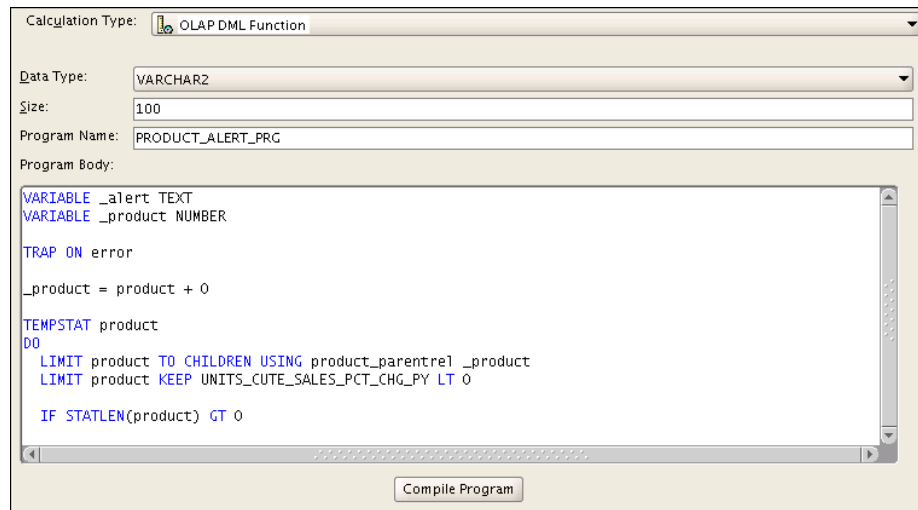 Calculation Type: OLAP DML Function
Data Type: VARCHAR2
Size: 100
Program Name: PRODUCT_ALERT_PRG
Program Body:
VARIABLE _alert TEXT
VARIABLE _product NUMBER
TRAP ON error
_product = product + 0
TEMPSTAT product
DO
LIMIT product TO CHILDREN USING product_parentrel _product
LIMIT product KEEP UNITS_CUTE_SALES_PCT_CHG_PY LT 0
IF STATLEN(product) GT 0
Compile Program